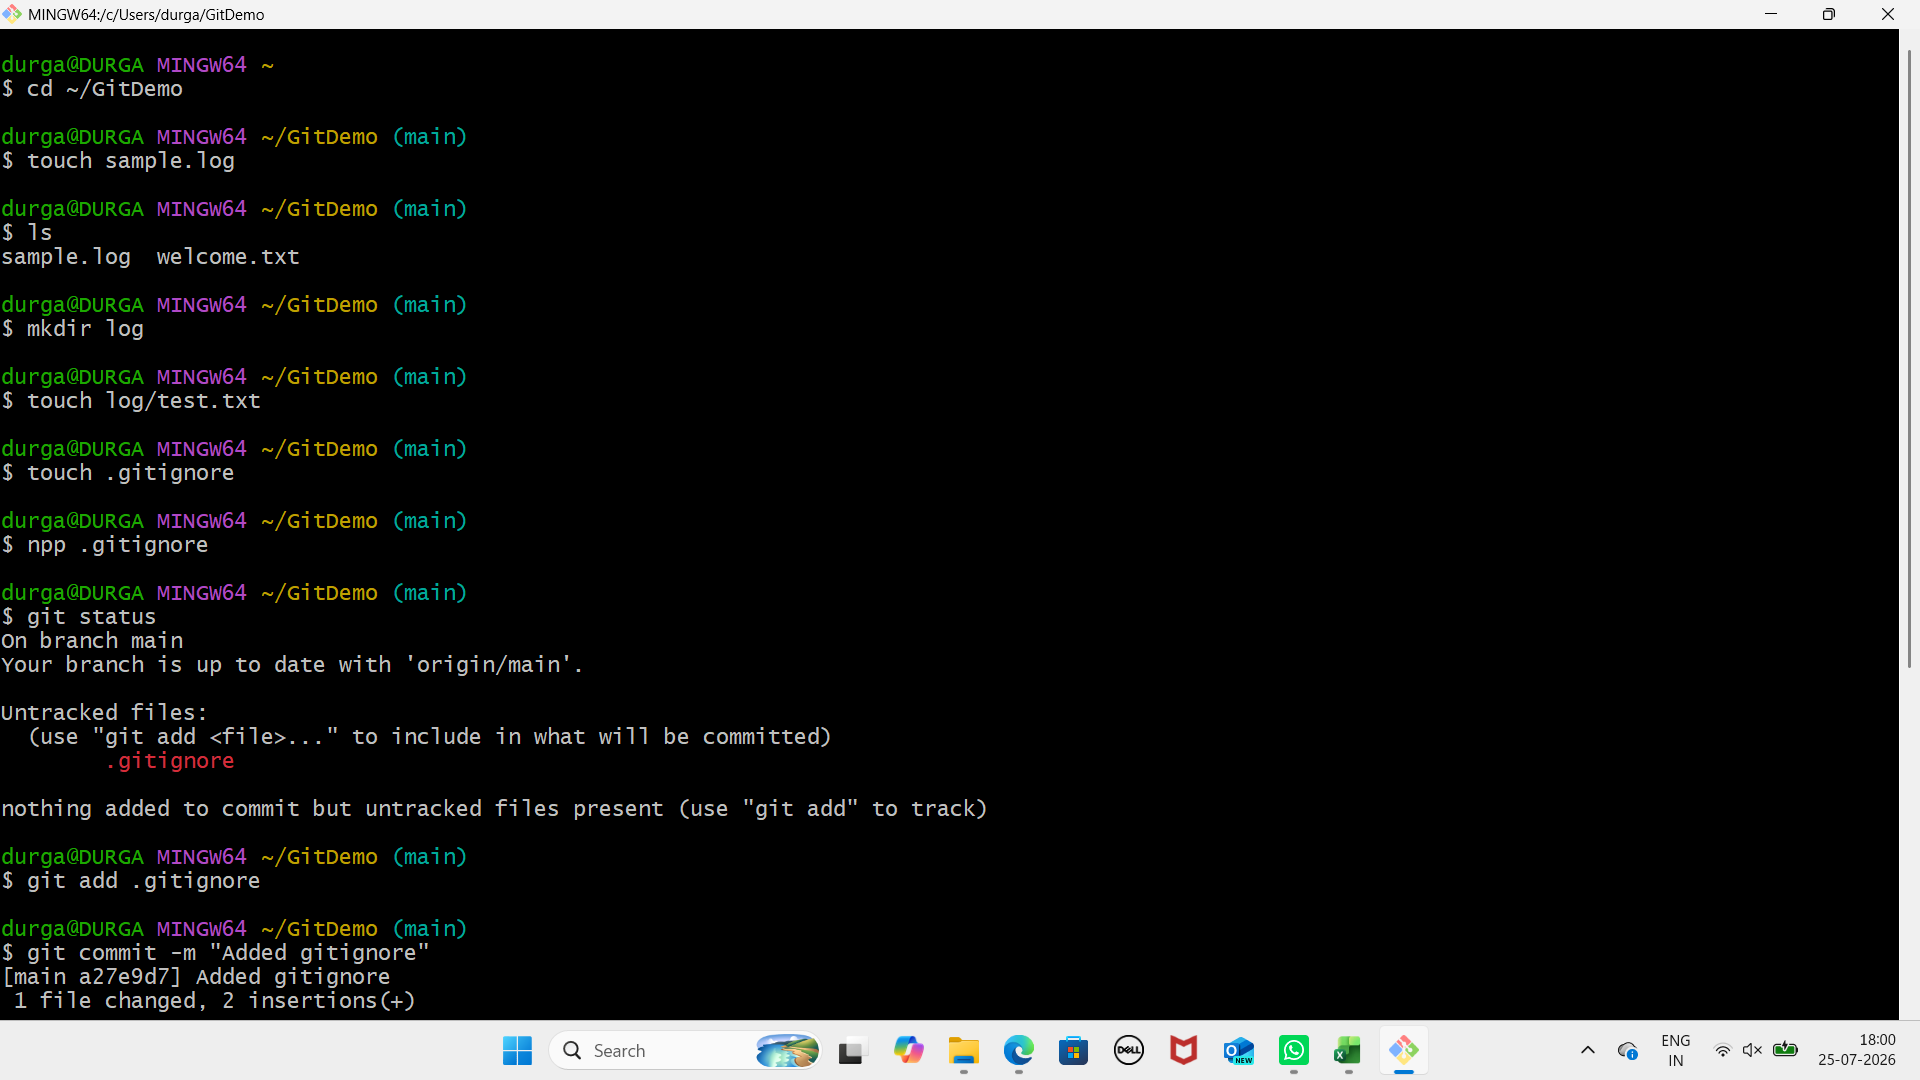 MINGW64:/c/Users/durga/GitDemo
durga@DURGA MINGW64 ~
$ cd ~/GitDemo
durga@DURGA MINGW64 ~/GitDemo (main)
$ touch sample.log
durga@DURGA MINGW64 ~/GitDemo (main)
$ ls
sample.log  welcome.txt
durga@DURGA MINGW64 ~/GitDemo (main)
$ mkdir log
durga@DURGA MINGW64 ~/GitDemo (main)
$ touch log/test.txt
durga@DURGA MINGW64 ~/GitDemo (main)
$ touch .gitignore
durga@DURGA MINGW64 ~/GitDemo (main)
$ npp .gitignore
durga@DURGA MINGW64 ~/GitDemo (main)
$ git status
On branch main
Your branch is up to date with 'origin/main'.
Untracked files:
  (use "git add <file>..." to include in what will be committed)
        .gitignore
nothing added to commit but untracked files present (use "git add" to track)
durga@DURGA MINGW64 ~/GitDemo (main)
$ git add .gitignore
durga@DURGA MINGW64 ~/GitDemo (main)
$ git commit -m "Added gitignore"
[main a27e9d7] Added gitignore
 1 file changed, 2 insertions(+)
Search
DELL
NEW
ENG
IN
18:00
25-07-2026